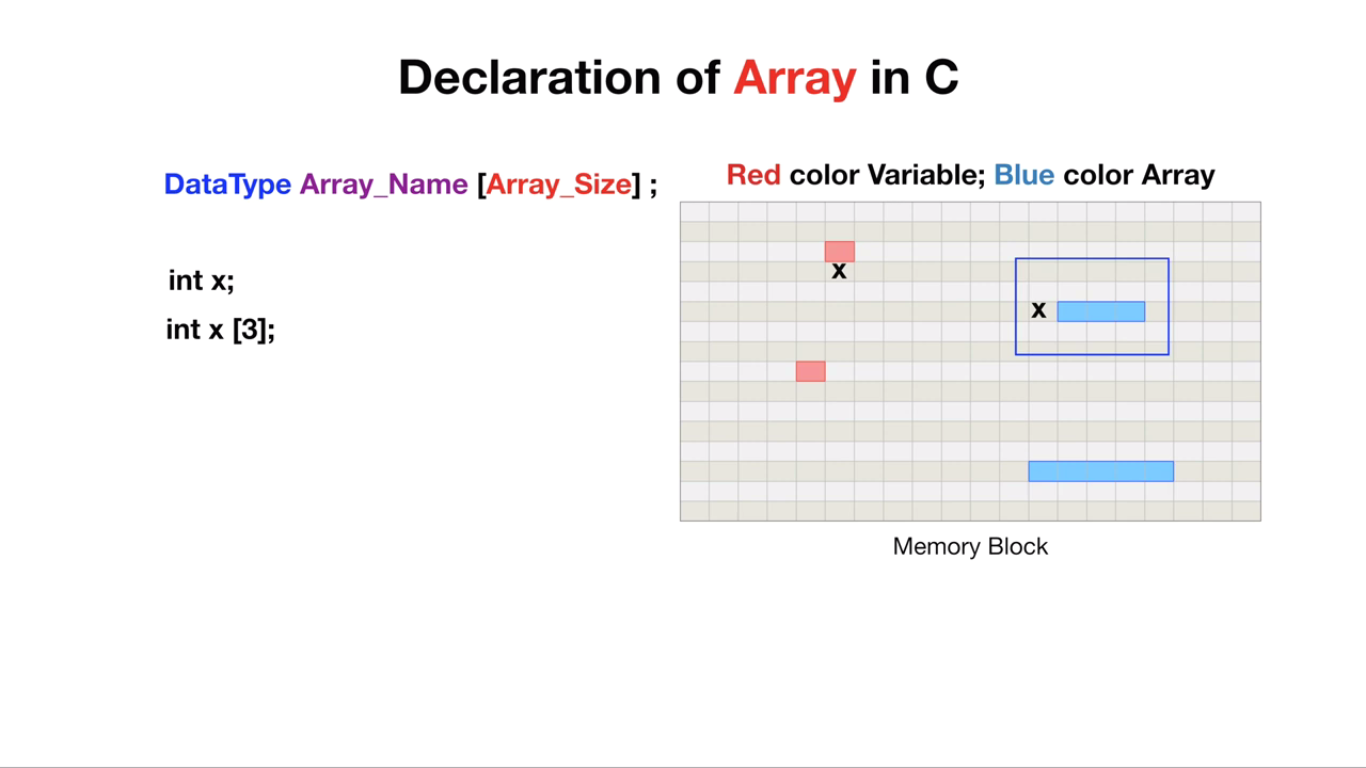 Declaration of Array in C
DataType Array_Name [Array_Size] ;
int x;
int x [3];
Red color Variable; Blue color Array
x
x
Memory Block